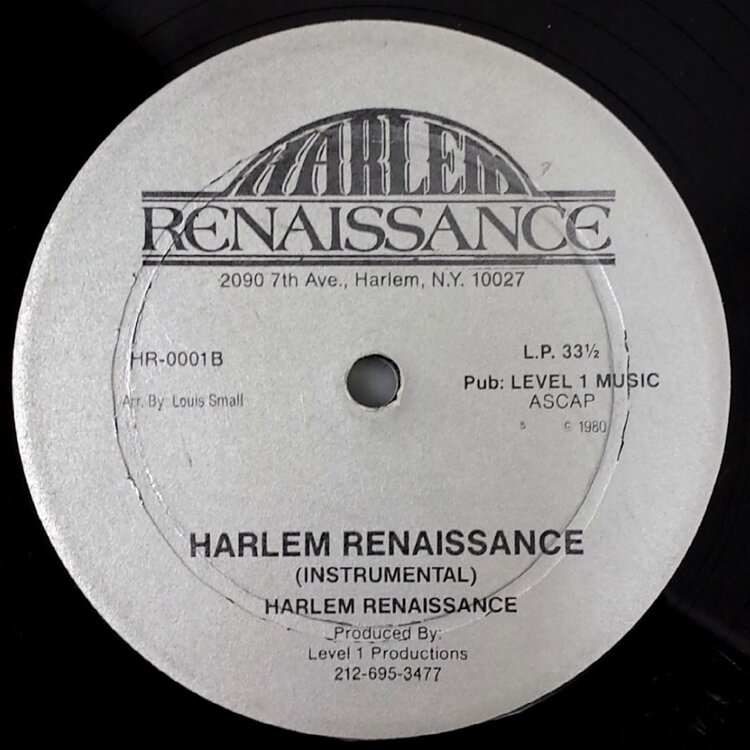 HARLEM
RENAISSANCE
2090 7th Ave., Harlem, N.Y. 10027
HR-0001B
L.P. 33½
Pub: LEVEL 1 MUSIC
Arr. By: Louis Small
ASCAP
5 © 1980
HARLEM RENAISSANCE
(INSTRUMENTAL)
HARLEM RENAISSANCE
Produced By:
Level 1 Productions
212-695-3477